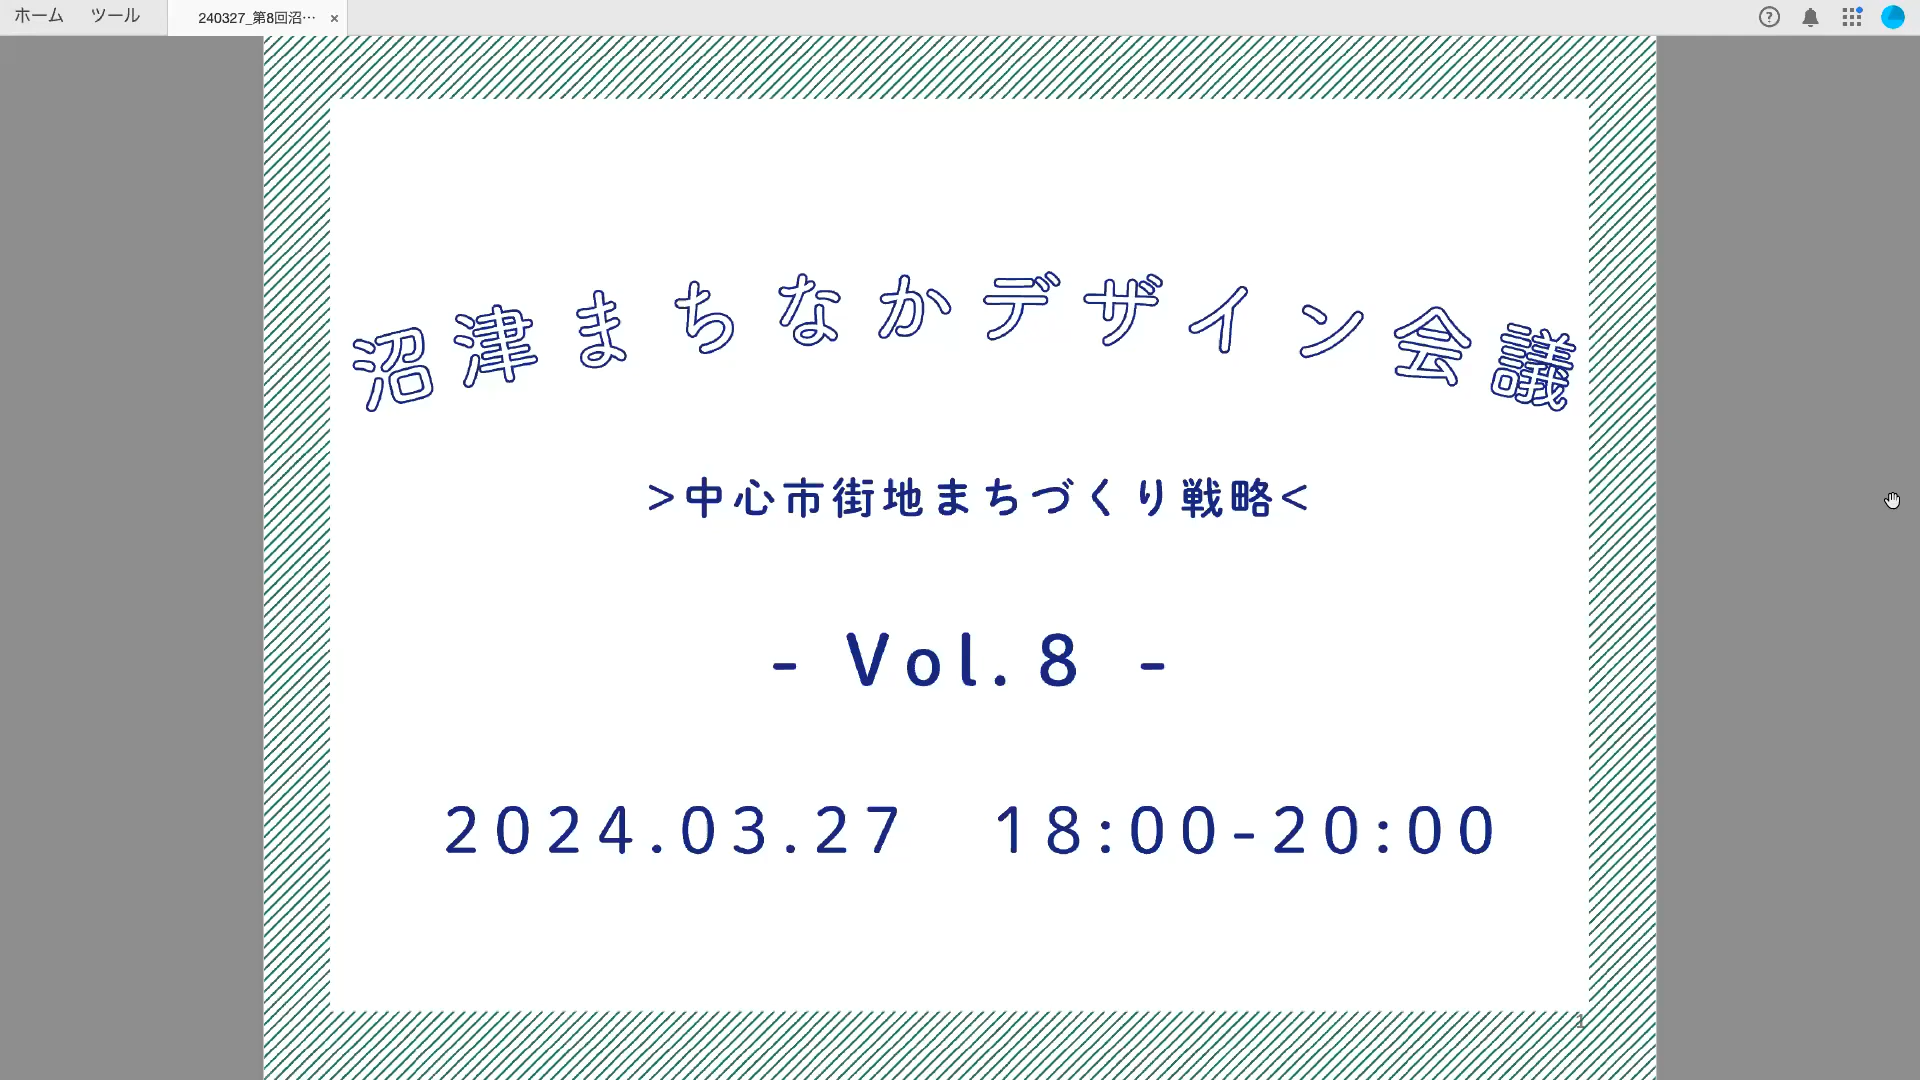 ホーム ツール 240327_第8回沼… ×
沼津まちなかデザイン会議
>中心市街地まちづくり戦略<
- Vol.8 -
2024.03.27 18:00-20:00
1